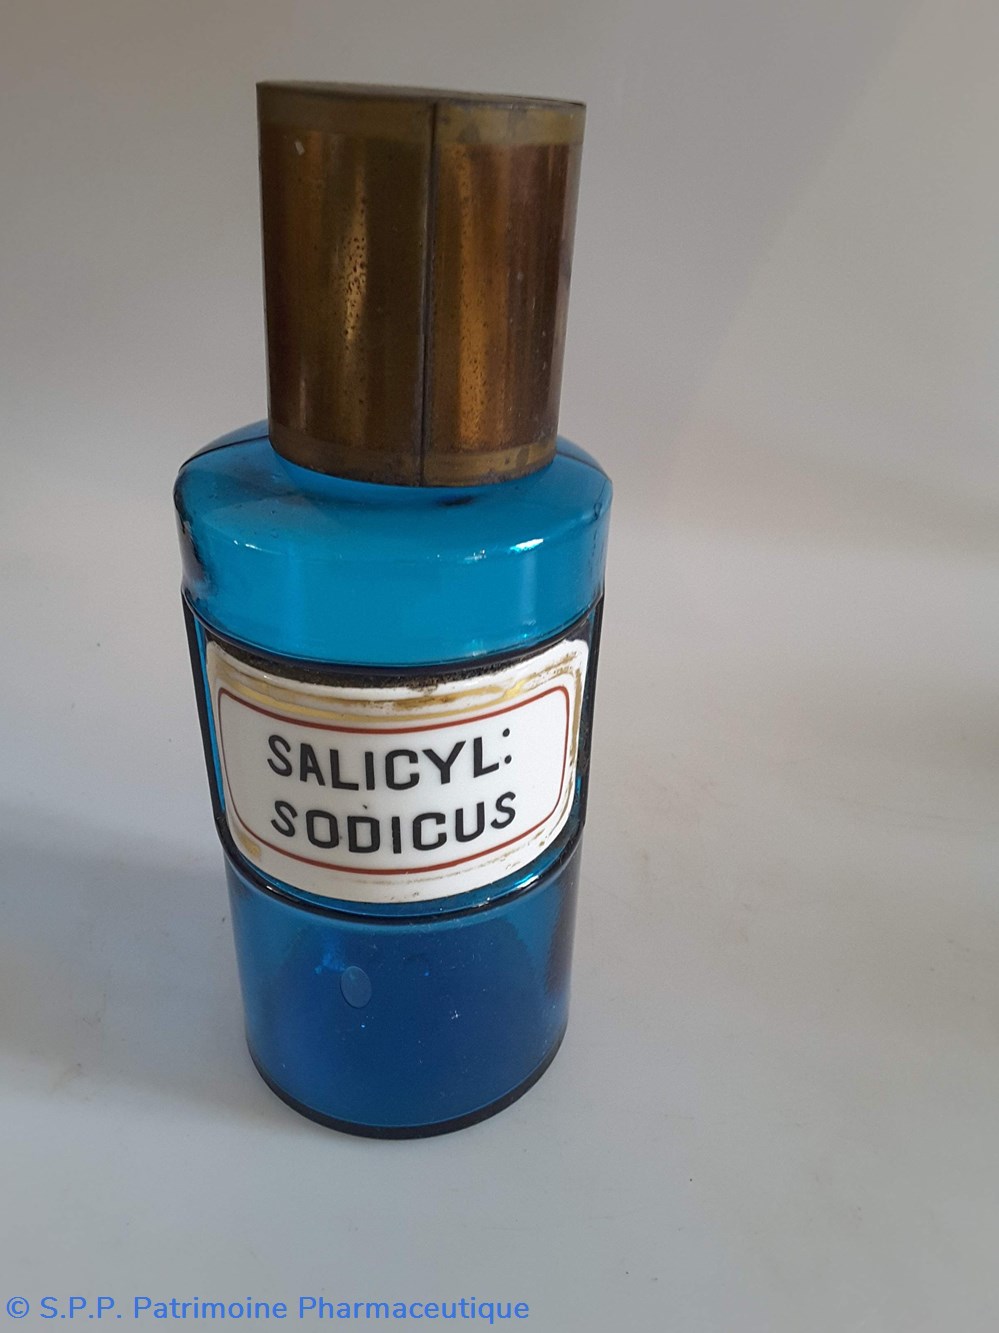 SALICYL:
SODICUS
© S.P.P. Patrimoine Pharmaceutique